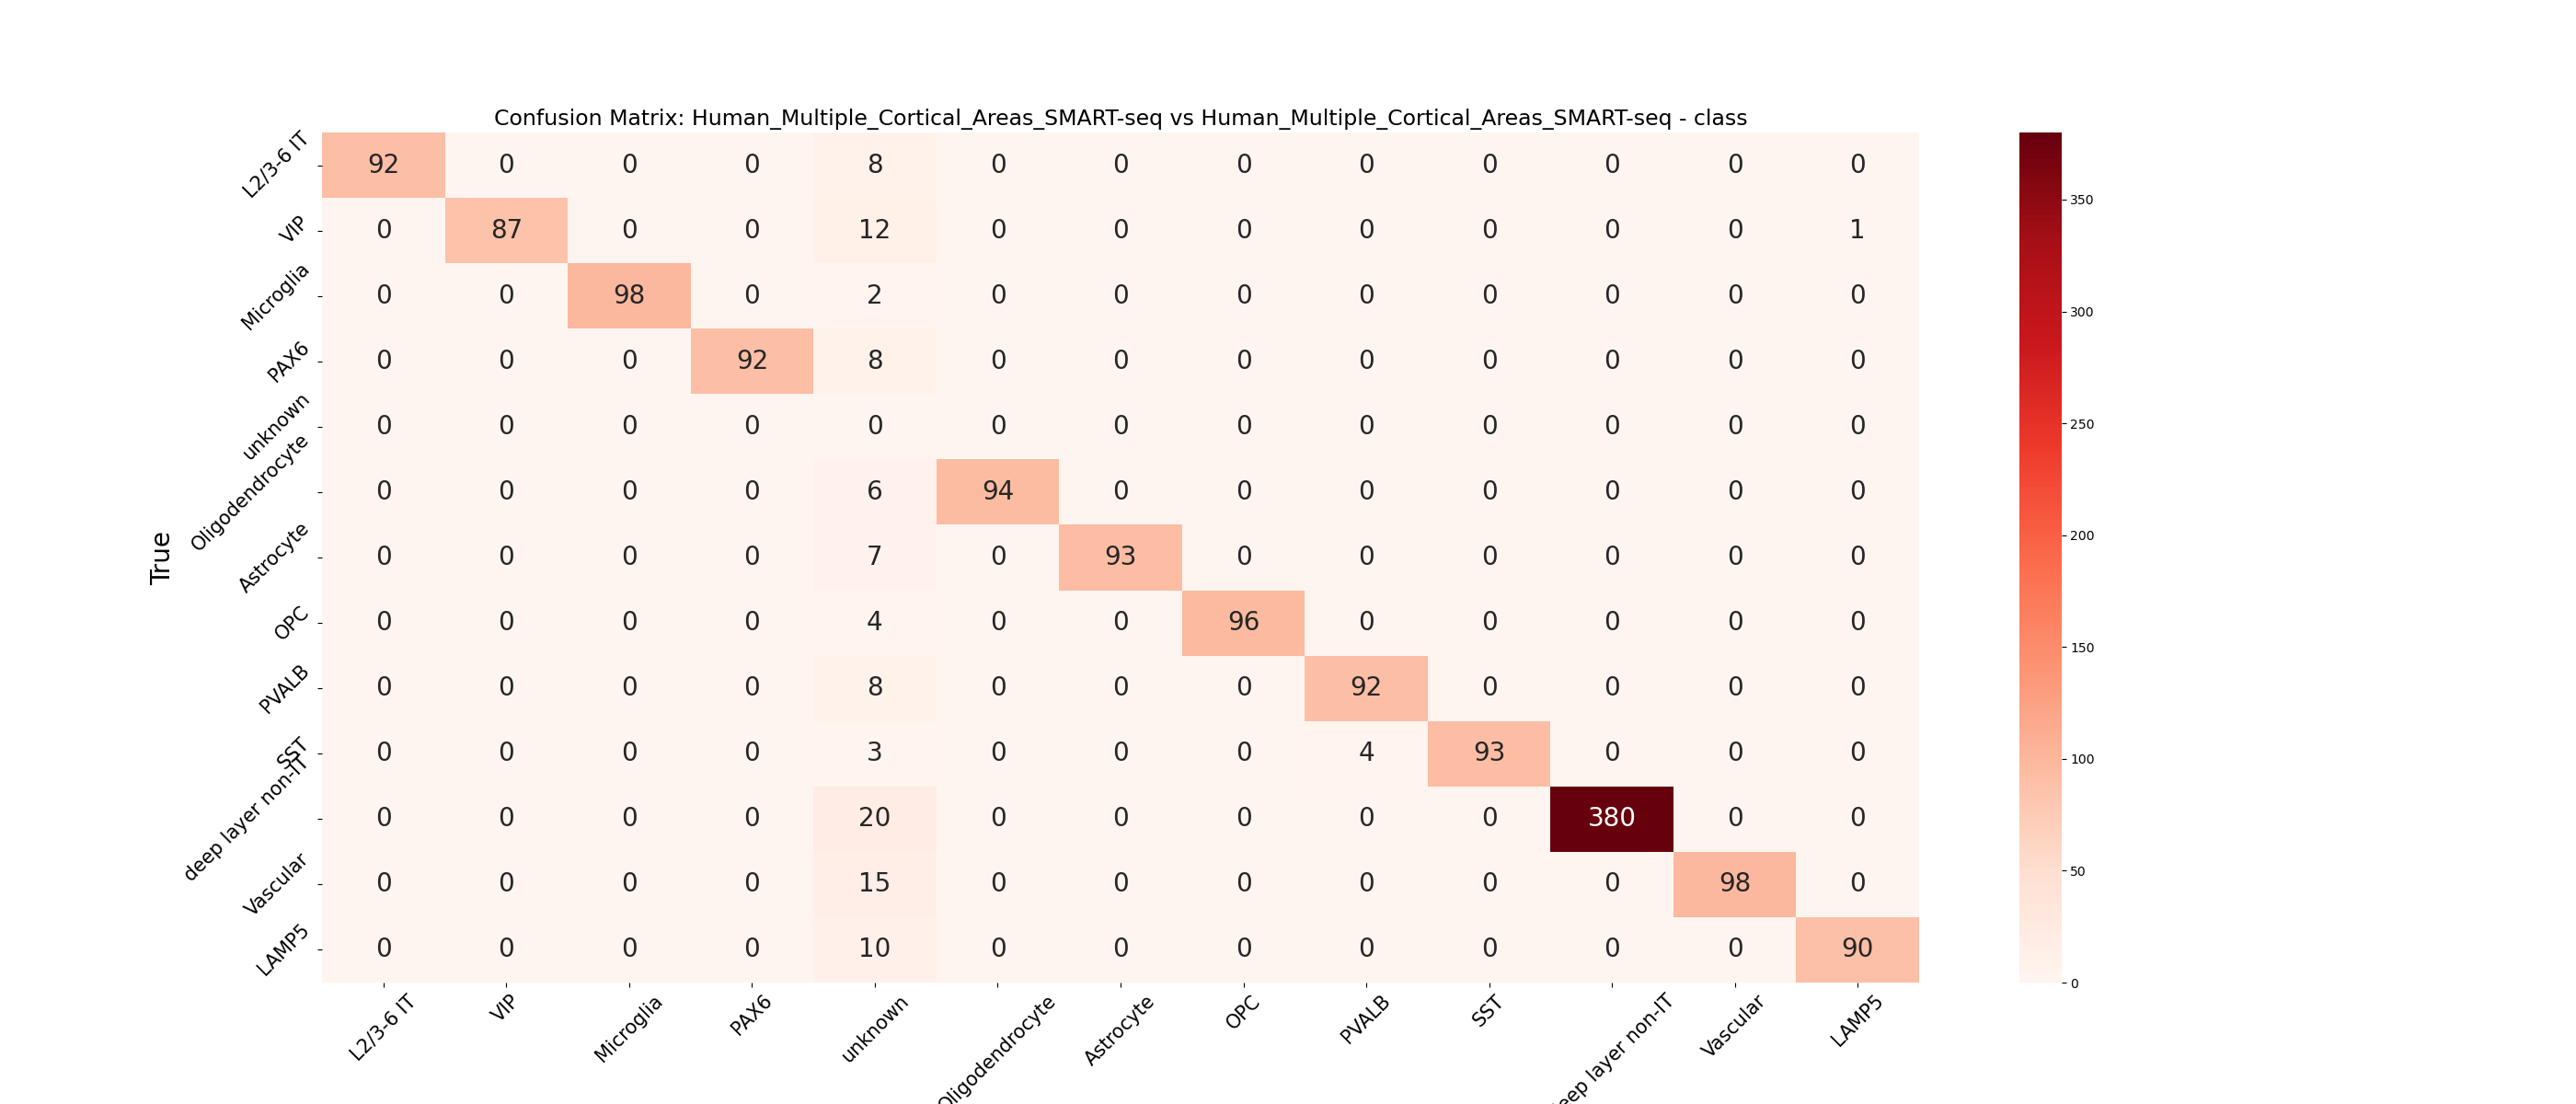 Confusion Matrix: Human_Multiple_Cortical_Areas_SMART-seq vs Human_Multiple_Cortical_Areas_SMART-seq - class
L2/3-6 IT 92 0 0 0 8 0 0 0 0 0 0 0 0
VIP 0 87 0 0 12 0 0 0 0 0 0 0 1
Microglia 0 0 98 0 2 0 0 0 0 0 0 0 0
PAX6 0 0 0 92 8 0 0 0 0 0 0 0 0
unknown 0 0 0 0 0 0 0 0 0 0 0 0 0
Oligodendrocyte 0 0 0 0 6 94 0 0 0 0 0 0 0
Astrocyte 0 0 0 0 7 0 93 0 0 0 0 0 0
OPC 0 0 0 0 4 0 0 96 0 0 0 0 0
PVALB 0 0 0 0 8 0 0 0 92 0 0 0 0
SST 0 0 0 0 3 0 0 0 4 93 0 0 0
deep layer non-IT 0 0 0 0 20 0 0 0 0 0 380 0 0
Vascular 0 0 0 0 15 0 0 0 0 0 0 98 0
LAMP5 0 0 0 0 10 0 0 0 0 0 0 0 90
True
L2/3-6 IT VIP Microglia PAX6 unknown Oligodendrocyte Astrocyte OPC PVALB SST eep layer non-IT Vascular LAMP5
350
300
250
200
150
100
50
0